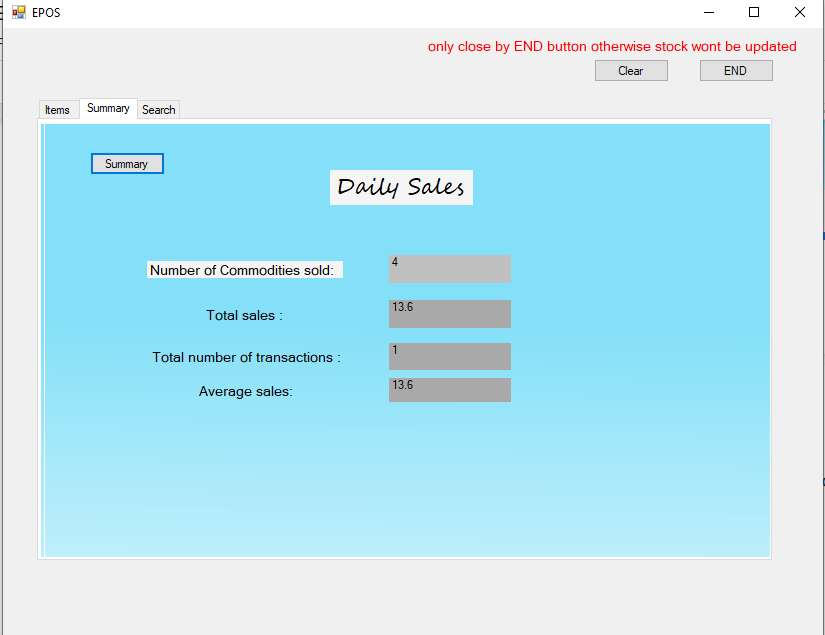 EPOS
only close by END button otherwise stock wont be updated
Clear END
Items Summary Search
Summary
Daily Sales
Number of Commodities sold: 4
Total sales : 13.6
Total number of transactions : 1
Average sales: 13.6